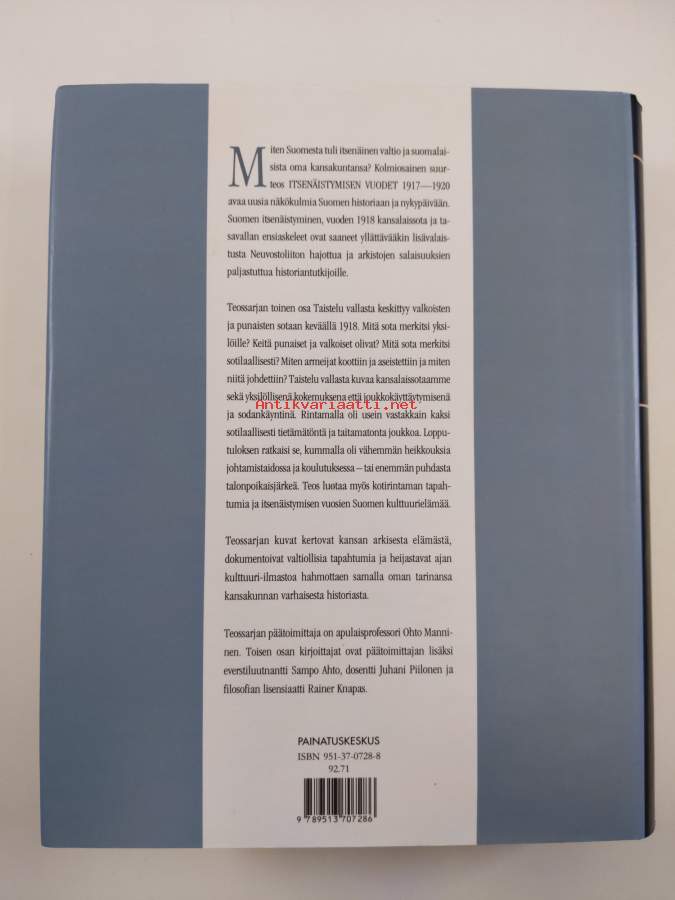 Miten Suomesta tuli itsenäinen valtio ja suomalai-
sista oma kansakuntansa? Kolmiosainen suur-
teos ITSENÄISTYMISEN VUODET 1917—1920
avaa uusia näkökulmia Suomen historiaan ja nykypäivään.
Suomen itsenäistyminen, vuoden 1918 kansalaissota ja ta-
savallan ensiaskeleet ovat saaneet yllättävääkin lisävalais-
tusta Neuvostoliiton hajottua ja arkistojen salaisuuksien
paljastuttua historiantutkijoille.
Teossarjan toinen osa Taistelu vallasta keskittyy valkoisten
ja punaisten sotaan keväällä 1918. Mitä sota merkitsi yksi-
löille? Keitä punaiset ja valkoiset olivat? Mitä sota merkitsi
sotilaallisesti? Miten armeijat koottiin ja aseistettiin ja miten
niitä johdettiin? Taistelu vallasta kuvaa kansalaissotaamme
sekä yksilöllisenä kokemuksena että joukkokäyttäytymisenä
Antikvariaatti.net
ja sodankäyntinä. Rintamalla oli usein vastakkain kaksi
sotilaallisesti tietämätöntä ja taitamatonta joukkoa. Loppu-
tuloksen ratkaisi se, kummalla oli vähemmän heikkouksia
johtamistaidossa ja koulutuksessa – tai enemmän puhdasta
talonpoikaisjärkeä. Teos luotaa myös kotirintaman tapah-
tumia ja itsenäistymisen vuosien Suomen kulttuurielämää.
Teossarjan kuvat kertovat kansan arkisesta elämästä,
dokumentoivat valtiollisia tapahtumia ja heijastavat ajan
kulttuuri-ilmastoa hahmottaen samalla oman tarinansa
kansakunnan varhaisesta historiasta.
Teossarjan päätoimittaja on apulaisprofessori Ohto Manni-
nen. Toisen osan kirjoittajat ovat päätoimittajan lisäksi
everstiluutnantti Sampo Ahto, dosentti Juhani Piilonen ja
filosofian lisensiaatti Rainer Knapas.
PAINATUSKESKUS
ISBN 951-37-0728-8
92.71
9 789513 707286